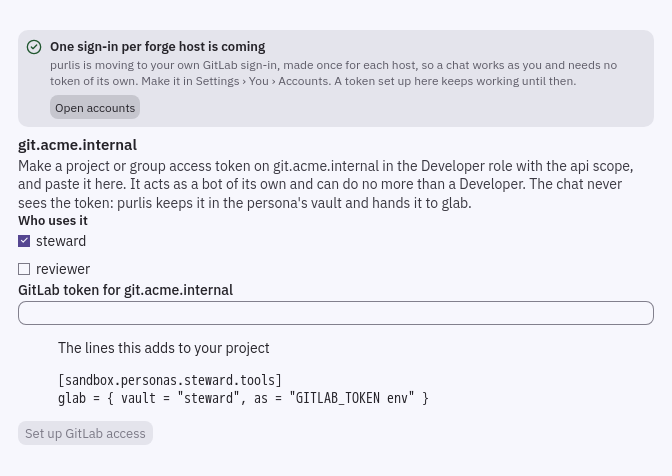 One sign-in per forge host is coming
purlis is moving to your own GitLab sign-in, made once for each host, so a chat works as you and needs no
token of its own. Make it in Settings › You › Accounts. A token set up here keeps working until then.
Open accounts
git.acme.internal
Make a project or group access token on git.acme.internal in the Developer role with the api scope,
and paste it here. It acts as a bot of its own and can do no more than a Developer. The chat never
sees the token: purlis keeps it in the persona's vault and hands it to glab.
Who uses it
steward
reviewer
GitLab token for git.acme.internal
The lines this adds to your project
[sandbox.personas.steward.tools]
glab = { vault = "steward", as = "GITLAB_TOKEN env" }
Set up GitLab access